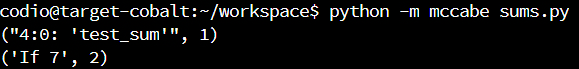 codio@target-cobalt:~/workspace$ python -m mccabe sums.py
("4:0: 'test_sum'", 1)
('If 7', 2)